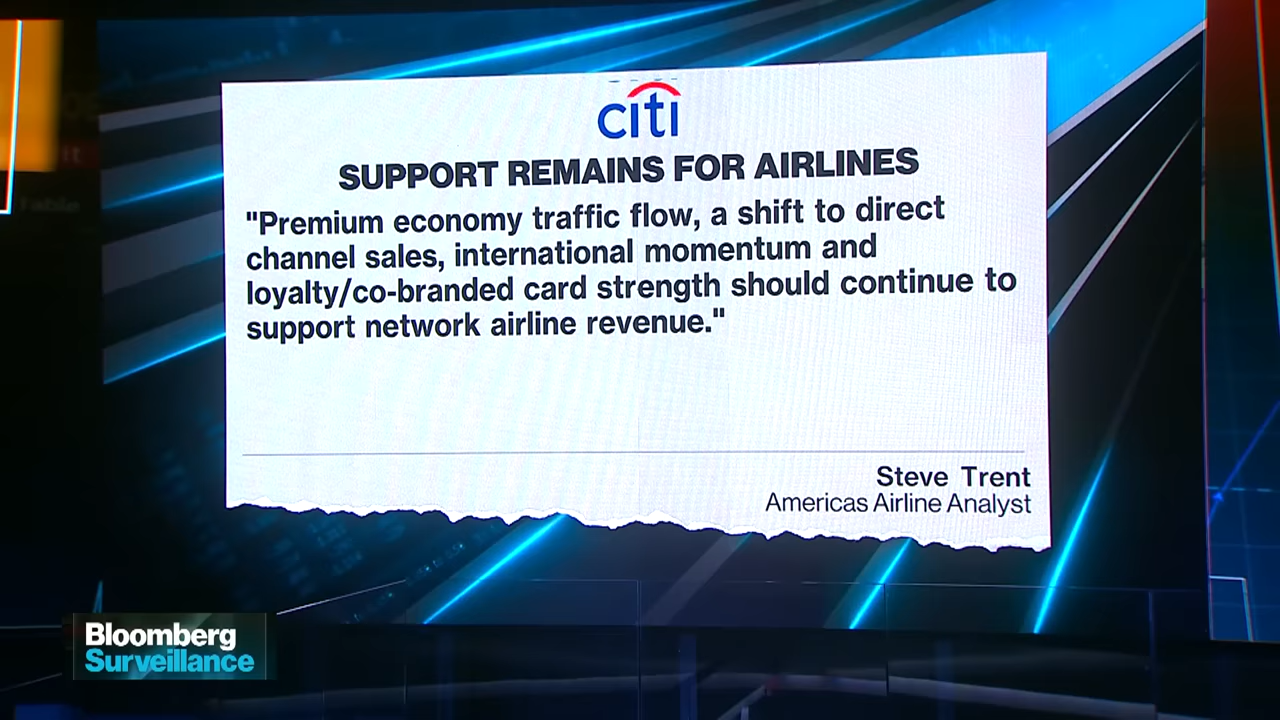 citi
SUPPORT REMAINS FOR AIRLINES
"Premium economy traffic flow, a shift to direct
channel sales, international momentum and
loyalty/co-branded card strength should continue to
support network airline revenue."
Steve Trent
Americas Airline Analyst
Bloomberg
Surveillance